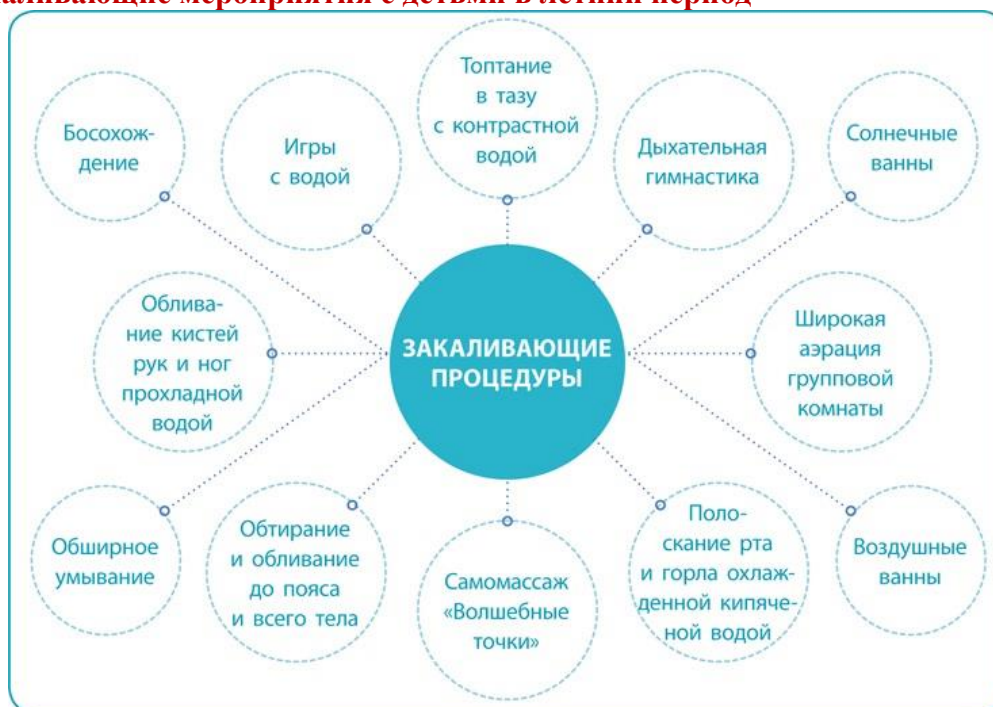 мероприятия с детьми в летний период
Топтание
в тазу
с контрастной
водой
Босохож-
дение
Игры
с водой
Дыхательная
гимнастика
Солнечные
ванны
Облива-
ние кистей
рук и ног
прохладной
водой
ЗАКАЛИВАЮЩИЕ
ПРОЦЕДУРЫ
Широкая
аэрация
групповой
комнаты
Обширное
умывание
Обтирание
и обливание
до пояса
и всего тела
Самомассаж
«Волшебные
точки»
Поло-
скание рта
и горла охлаж-
денной кипяче-
ной водой
Воздушные
ванны